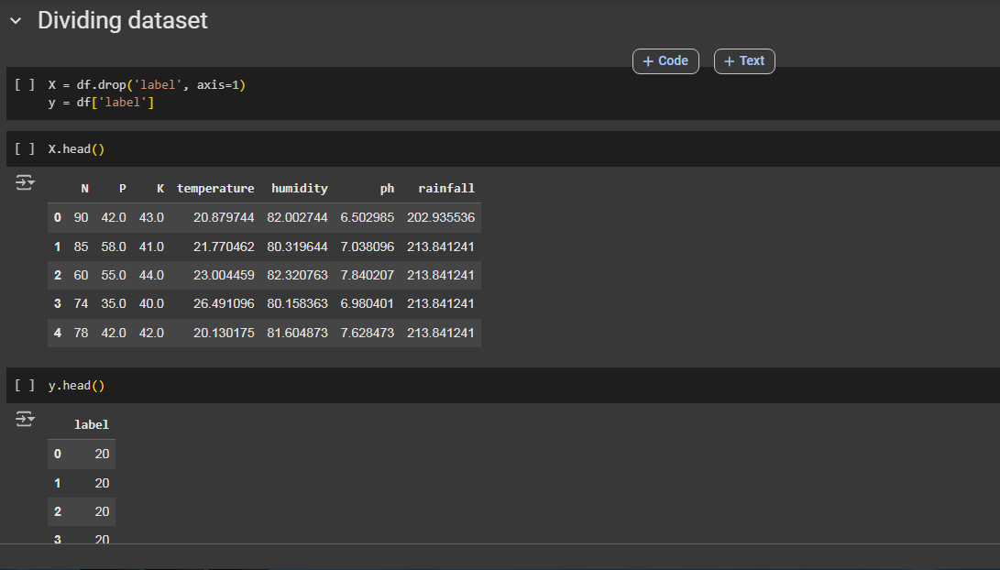 Dividing dataset
+ Code + Text
[ ] X = df.drop('label', axis=1)
y = df['label']
[ ] X.head()
N P K temperature humidity ph rainfall
0 90 42.0 43.0 20.879744 82.002744 6.502985 202.935536
1 85 58.0 41.0 21.770462 80.319644 7.038096 213.841241
2 60 55.0 44.0 23.004459 82.320763 7.840207 213.841241
3 74 35.0 40.0 26.491096 80.158363 6.980401 213.841241
4 78 42.0 42.0 20.130175 81.604873 7.628473 213.841241
[ ] y.head()
label
0 20
1 20
2 20
3 20